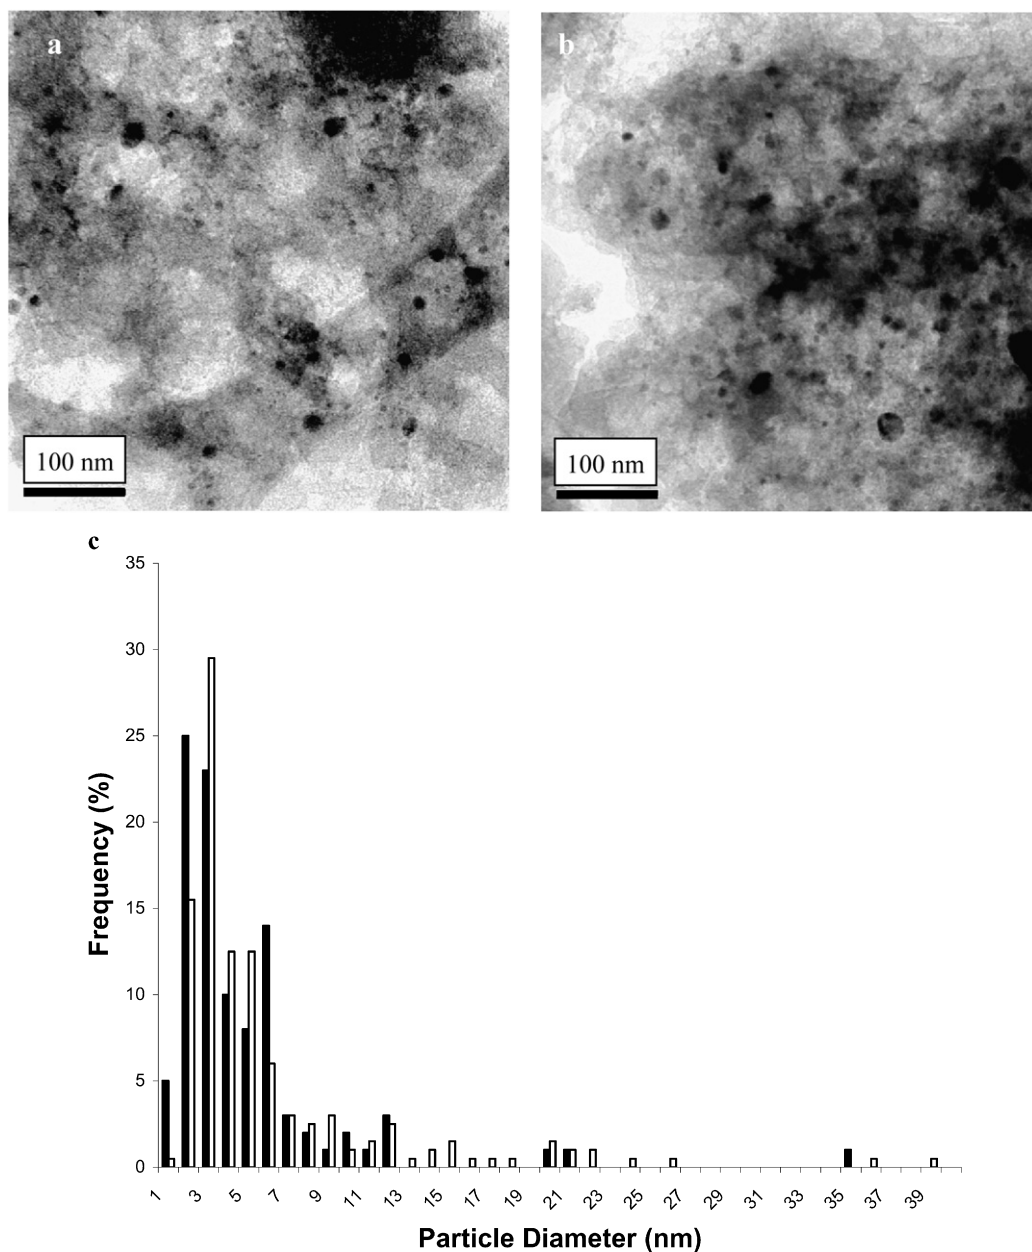 a
b
100 nm
100 nm
c
35
30
25
20
15
10
5
0
Frequency (%)
1 3 5 7 9 11 13 15 17 19 21 23 25 27 29 31 33 35 37 39
Particle Diameter (nm)